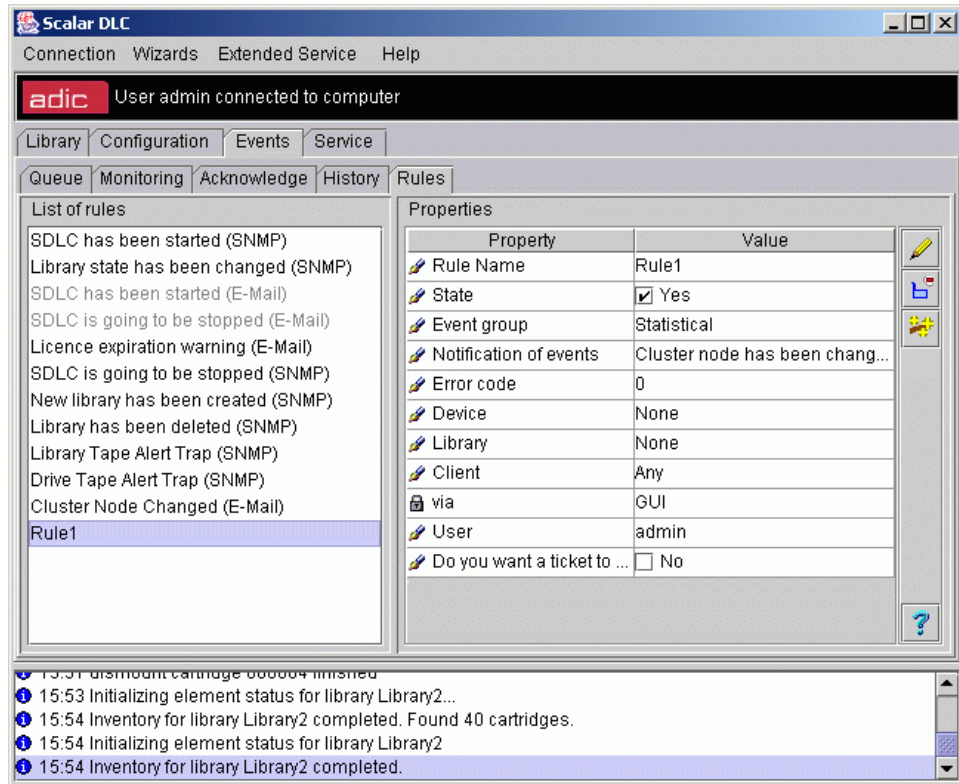 Scalar DLC
Connection Wizards Extended Service Help
adic User admin connected to computer
Library Configuration Events Service
Queue Monitoring Acknowledge History Rules
List of rules
SDLC has been started (SNMP)
Library state has been changed (SNMP)
SDLC has been started (E-Mail)
SDLC is going to be stopped (E-Mail)
Licence expiration warning (E-Mail)
SDLC is going to be stopped (SNMP)
New library has been created (SNMP)
Library has been deleted (SNMP)
Library Tape Alert Trap (SNMP)
Drive Tape Alert Trap (SNMP)
Cluster Node Changed (E-Mail)
Rule1
Properties
Property Value
Rule Name Rule1
State Yes
Event group Statistical
Notification of events Cluster node has been chang...
Error code 0
Device None
Library None
Client Any
via GUI
User admin
Do you want a ticket to ... No
?
15:51 dismount cartridge 000004 finished
15:53 Initializing element status for library Library2...
15:54 Inventory for library Library2 completed. Found 40 cartridges.
15:54 Initializing element status for library Library2
15:54 Inventory for library Library2 completed.